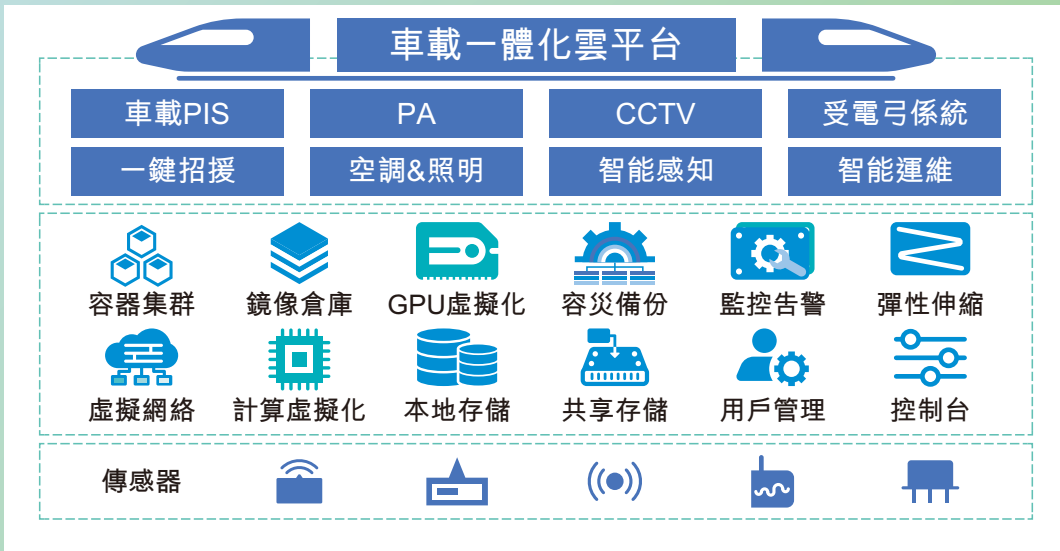 車載一體化雲平台
車載PIS
PA
CCTV
受電弓係統
一鍵招援
空調&照明
智能感知
智能運維
容器集群
鏡像倉庫
GPU虛擬化
容災備份
監控告警
彈性伸縮
虛擬網絡
計算虛擬化
本地存儲
共享存儲
用戶管理
控制台
傳感器